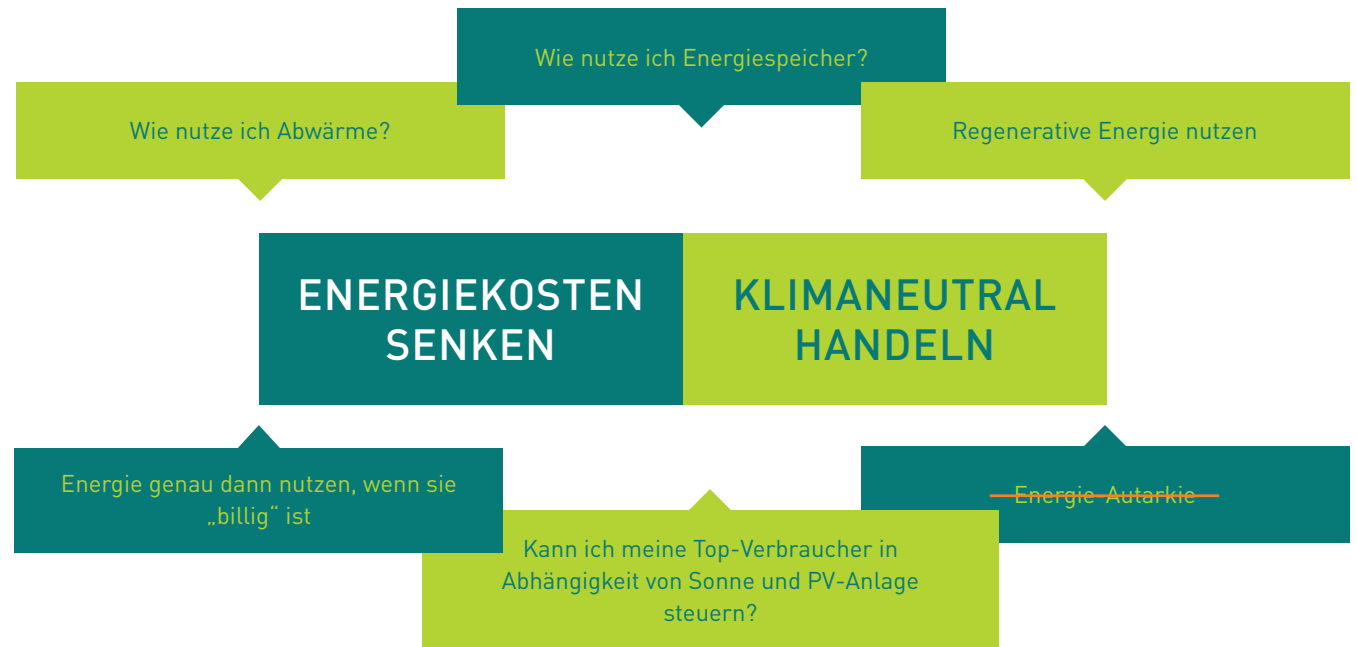 Wie nutze ich Energiespeicher?
Wie nutze ich Abwärme?
Regenerative Energie nutzen
ENERGIEKOSTEN
SENKEN
KLIMANEUTRAL
HANDELN
Energie genau dann nutzen, wenn sie
„billig“ ist
Energie-Autarkie
Kann ich meine Top-Verbraucher in
Abhängigkeit von Sonne und PV-Anlage
steuern?